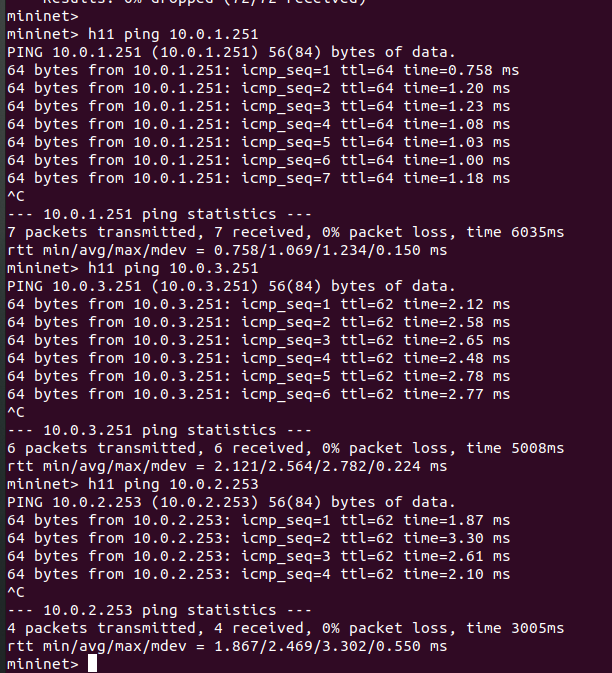 Results: 0% dropped (72/72 received)
mininet>
mininet> h11 ping 10.0.1.251
PING 10.0.1.251 (10.0.1.251) 56(84) bytes of data.
64 bytes from 10.0.1.251: icmp_seq=1 ttl=64 time=0.758 ms
64 bytes from 10.0.1.251: icmp_seq=2 ttl=64 time=1.20 ms
64 bytes from 10.0.1.251: icmp_seq=3 ttl=64 time=1.23 ms
64 bytes from 10.0.1.251: icmp_seq=4 ttl=64 time=1.08 ms
64 bytes from 10.0.1.251: icmp_seq=5 ttl=64 time=1.03 ms
64 bytes from 10.0.1.251: icmp_seq=6 ttl=64 time=1.00 ms
64 bytes from 10.0.1.251: icmp_seq=7 ttl=64 time=1.18 ms
^C
--- 10.0.1.251 ping statistics ---
7 packets transmitted, 7 received, 0% packet loss, time 6035ms
rtt min/avg/max/mdev = 0.758/1.069/1.234/0.150 ms
mininet> h11 ping 10.0.3.251
PING 10.0.3.251 (10.0.3.251) 56(84) bytes of data.
64 bytes from 10.0.3.251: icmp_seq=1 ttl=62 time=2.12 ms
64 bytes from 10.0.3.251: icmp_seq=2 ttl=62 time=2.58 ms
64 bytes from 10.0.3.251: icmp_seq=3 ttl=62 time=2.65 ms
64 bytes from 10.0.3.251: icmp_seq=4 ttl=62 time=2.48 ms
64 bytes from 10.0.3.251: icmp_seq=5 ttl=62 time=2.78 ms
64 bytes from 10.0.3.251: icmp_seq=6 ttl=62 time=2.77 ms
^C
--- 10.0.3.251 ping statistics ---
6 packets transmitted, 6 received, 0% packet loss, time 5008ms
rtt min/avg/max/mdev = 2.121/2.564/2.782/0.224 ms
mininet> h11 ping 10.0.2.253
PING 10.0.2.253 (10.0.2.253) 56(84) bytes of data.
64 bytes from 10.0.2.253: icmp_seq=1 ttl=62 time=1.87 ms
64 bytes from 10.0.2.253: icmp_seq=2 ttl=62 time=3.30 ms
64 bytes from 10.0.2.253: icmp_seq=3 ttl=62 time=2.61 ms
64 bytes from 10.0.2.253: icmp_seq=4 ttl=62 time=2.10 ms
^C
--- 10.0.2.253 ping statistics ---
4 packets transmitted, 4 received, 0% packet loss, time 3005ms
rtt min/avg/max/mdev = 1.867/2.469/3.302/0.550 ms
mininet>